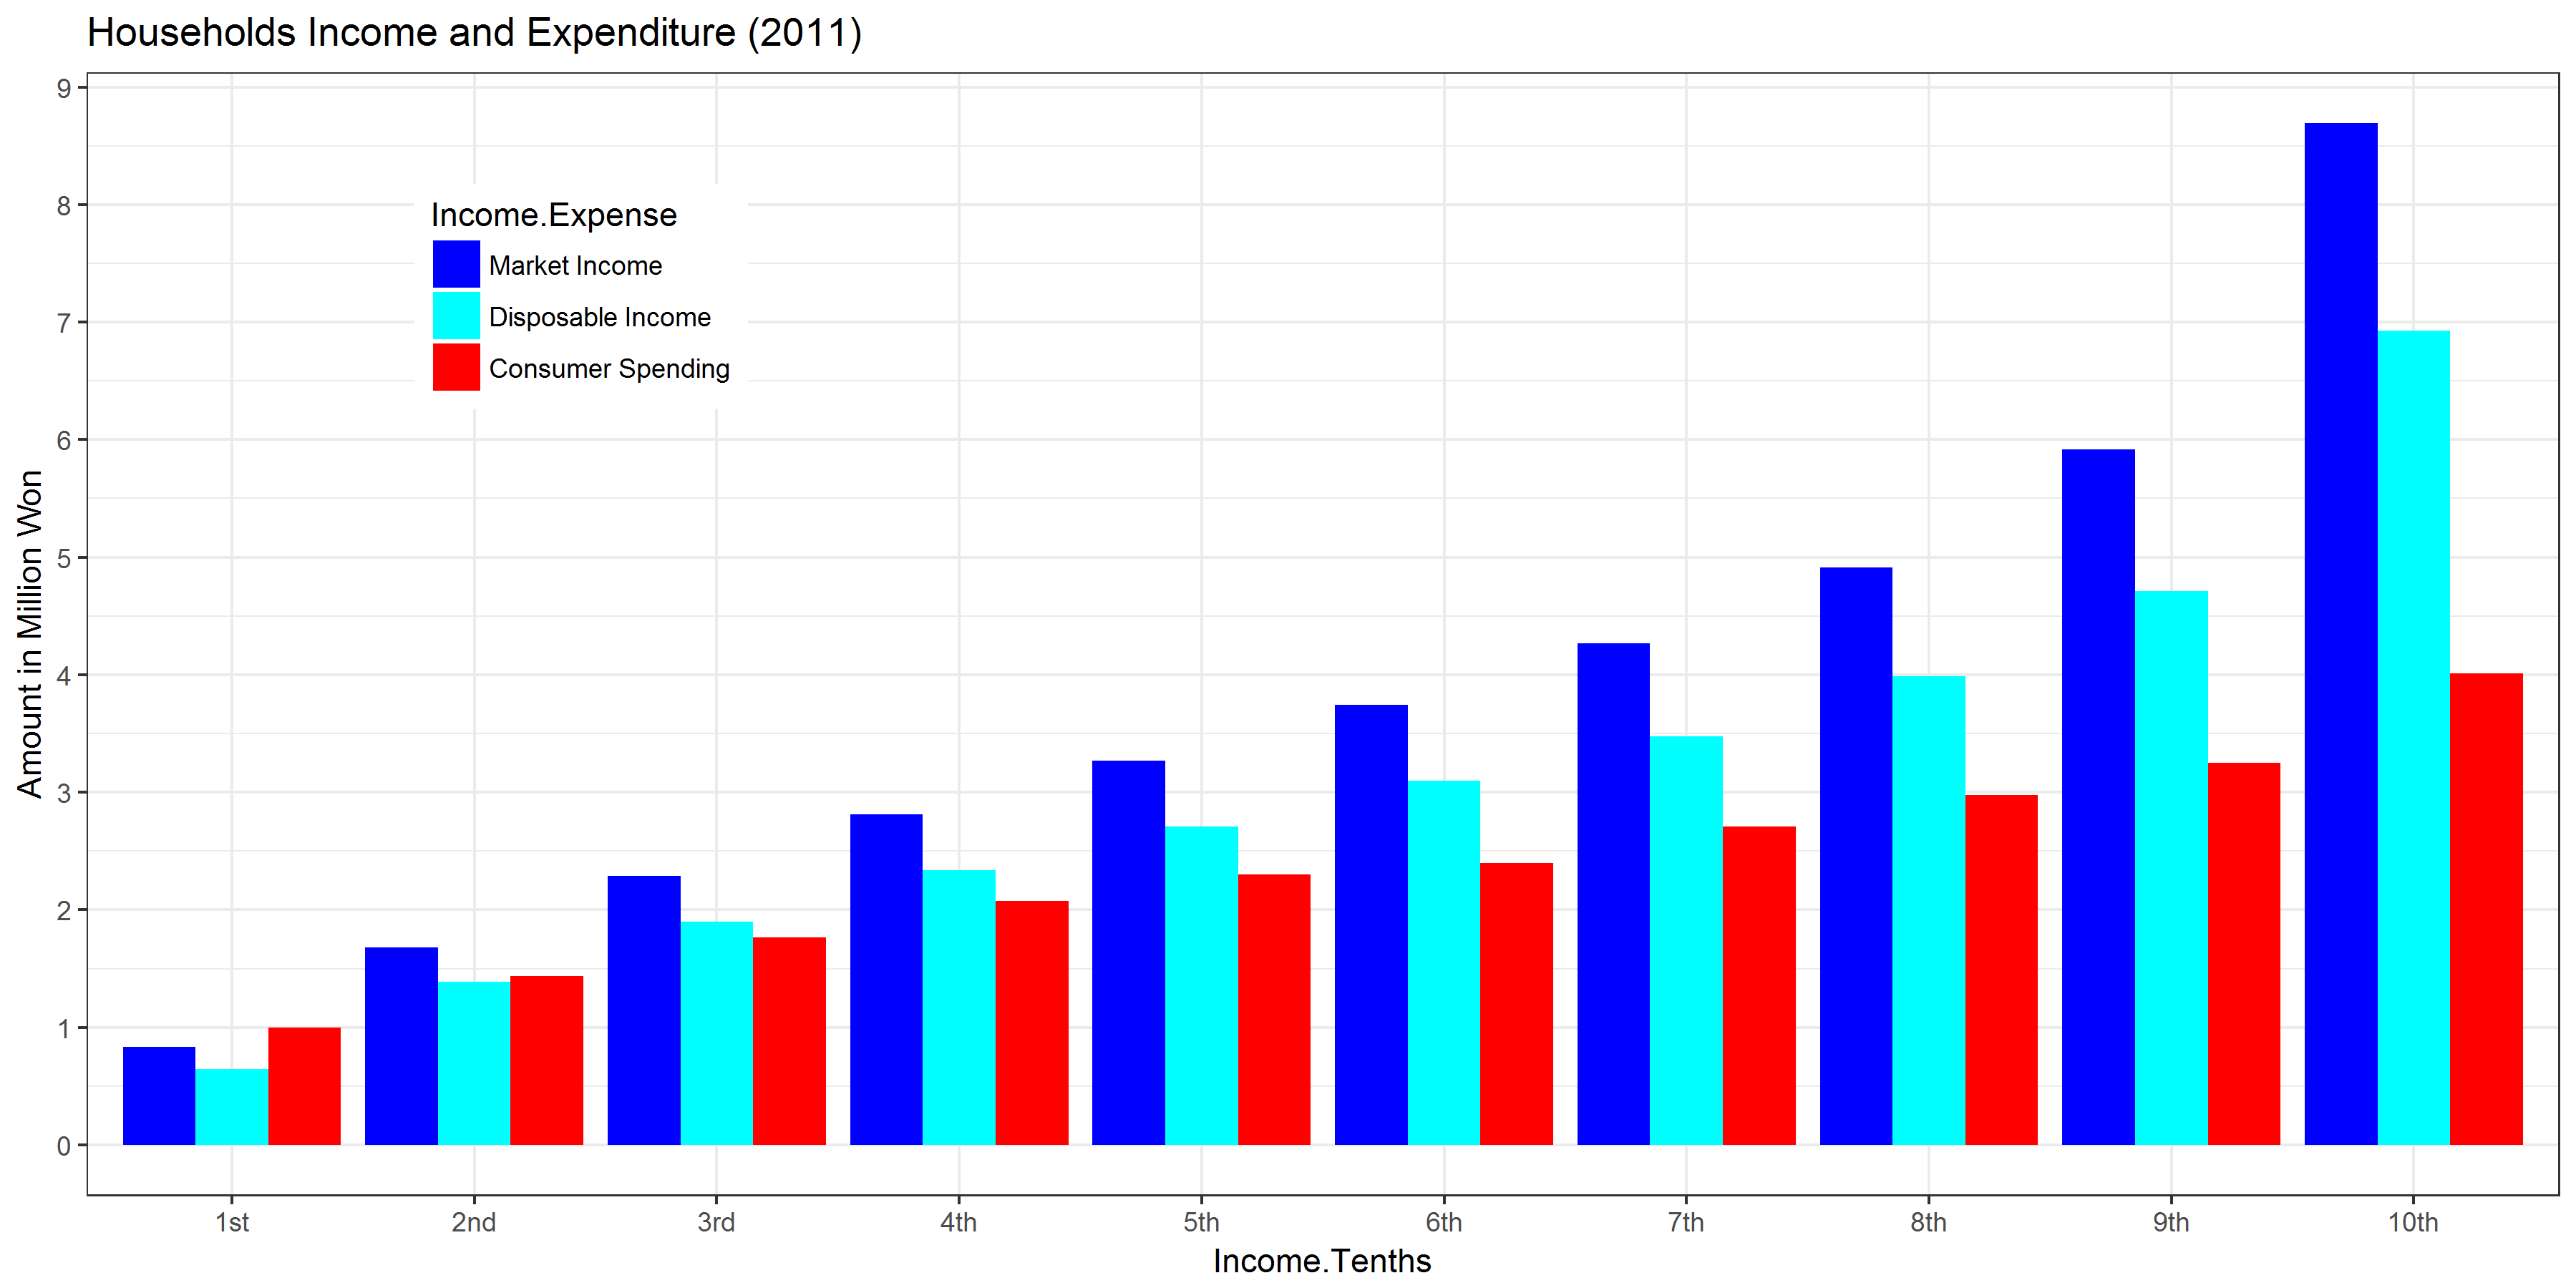 Households Income and Expenditure (2011)
Amount in Million Won
9
8
7
6
5
4
3
2
1
0
Income.Expense
Market Income
Disposable Income
Consumer Spending
1st 2nd 3rd 4th 5th 6th 7th 8th 9th 10th
Income.Tenths